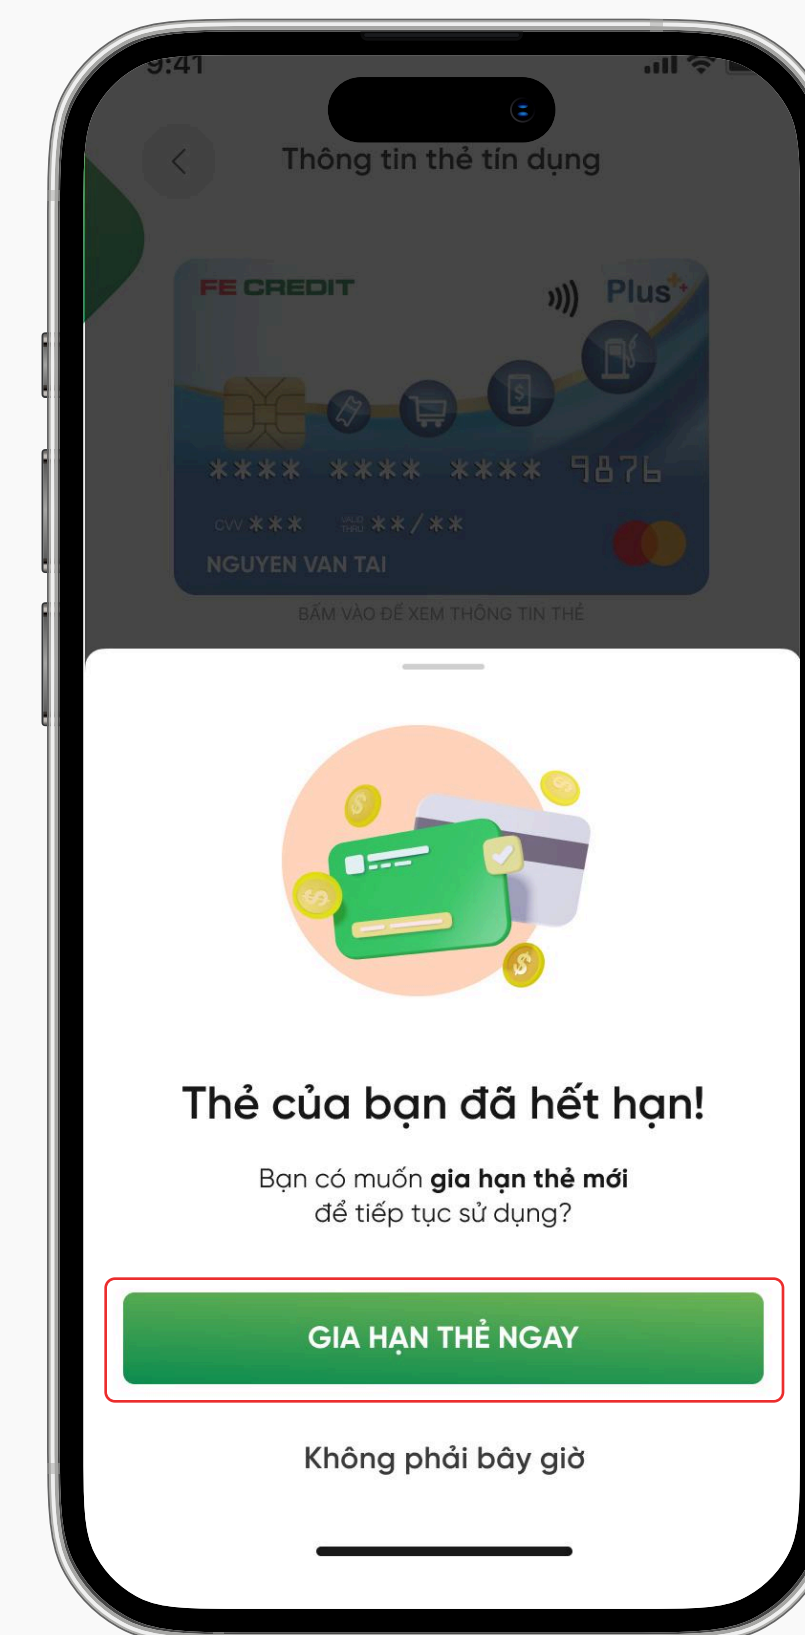 9:41
Thông tin thẻ tín dụng
FE CREDIT
Plus
**** **** **** 9876
CVV *** VALID THRU **/**
NGUYEN VAN TAI
BẤM VÀO ĐỂ XEM THÔNG TIN THẺ
Thẻ của bạn đã hết hạn!
Bạn có muốn gia hạn thẻ mới
để tiếp tục sử dụng?
GIA HẠN THẺ NGAY
Không phải bây giờ